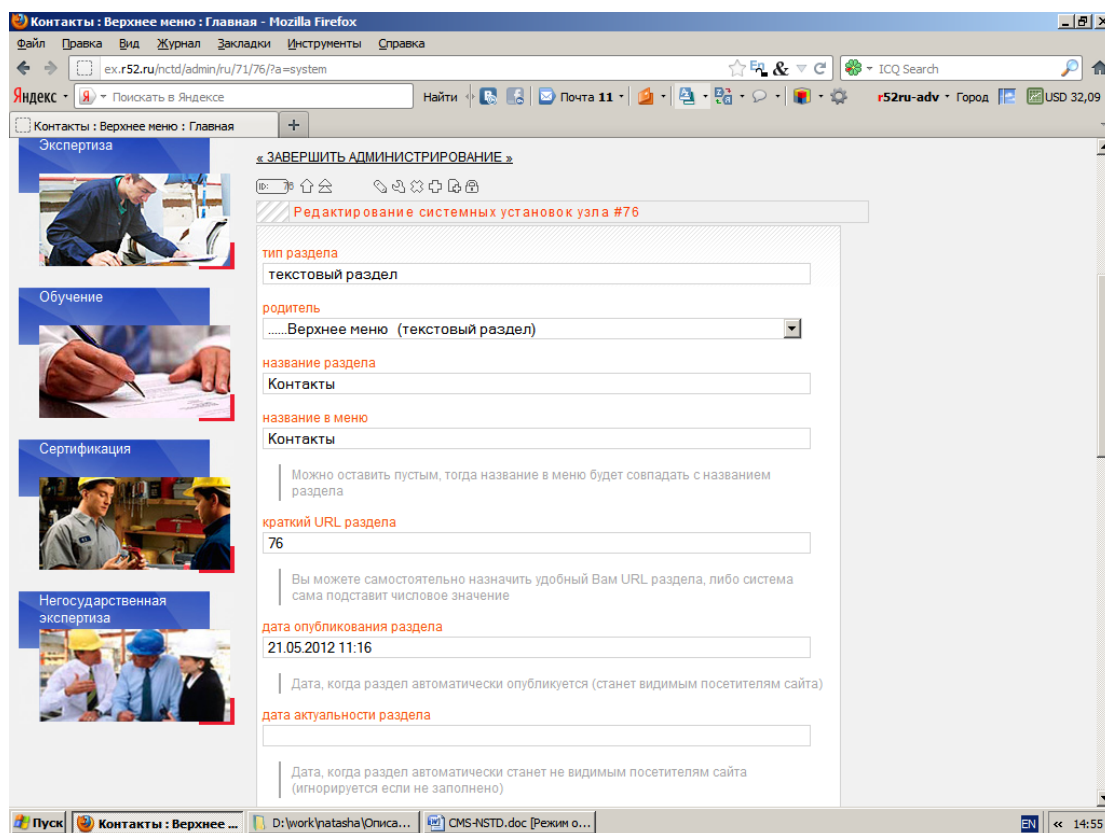 Контакты : Верхнее меню : Главная - Mozilla Firefox
Файл Правка Вид Журнал Закладки Инструменты Справка
ex.r52.ru/nctd/admin/ru/71/76/?a=system
ICQ Search
Яндекс Я Поискать в Яндексе Найти Почта 11 r52ru-adv Город USD 32,09
Контакты : Верхнее меню : Главная +
Экспертиза
Обучение
Сертификация
Негосударственная
экспертиза
« ЗАВЕРШИТЬ АДМИНИСТРИРОВАНИЕ »
ID: 76
Редактирование системных установок узла #76
тип раздела
текстовый раздел
родитель
......Верхнее меню (текстовый раздел)
название раздела
Контакты
название в меню
Контакты
Можно оставить пустым, тогда название в меню будет совпадать с названием
раздела
краткий URL раздела
76
Вы можете самостоятельно назначить удобный Вам URL раздела, либо система
сама подставит числовое значение
дата опубликования раздела
21.05.2012 11:16
Дата, когда раздел автоматически опубликуется (станет видимым посетителям сайта)
дата актуальности раздела
Дата, когда раздел автоматически станет не видимым посетителям сайта
(игнорируется если не заполнено)
Пуск Контакты : Верхнее ... D:\work\natasha\Описа... CMS-NSTD.doc [Режим о... EN « 14:55